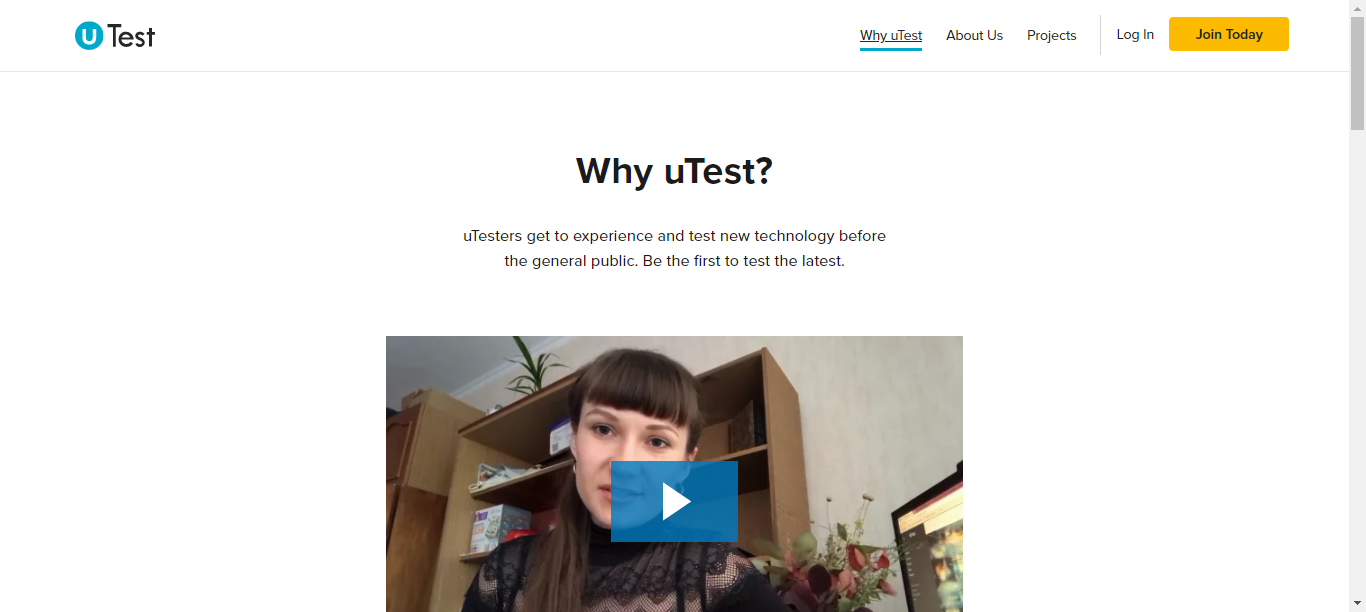 uTest
Why uTest
About Us
Projects
Log In
Join Today
Why uTest?
uTesters get to experience and test new technology before
the general public. Be the first to test the latest.